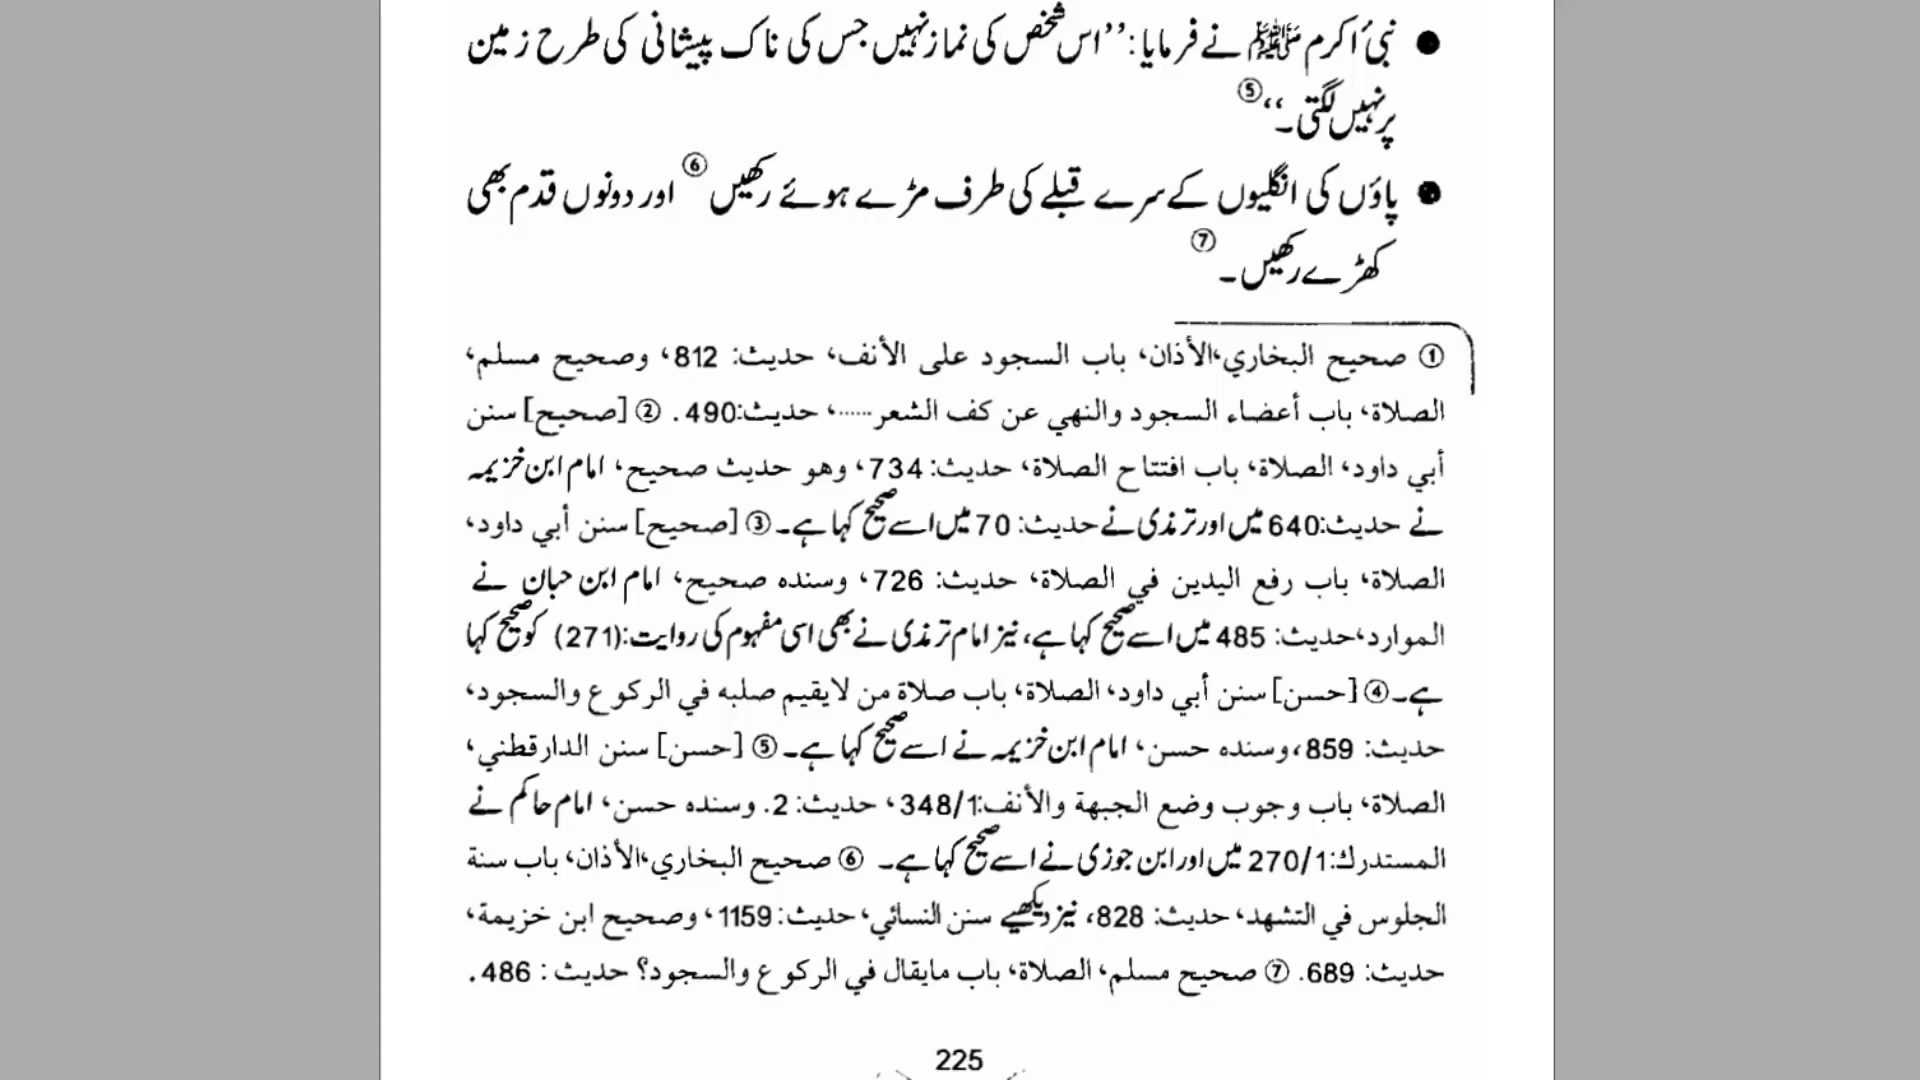 ● نبیٔ اکرم ﷺ نے فرمایا: ’’اس شخص کی نماز نہیں جس کی ناک پیشانی کی طرح زمین
پر نہیں لگتی۔‘‘⑤
● پاؤں کی انگلیوں کے سرے قبلے کی طرف مڑے ہوئے رکھیں⑥ اور دونوں قدم بھی
کھڑے رکھیں۔⑦
① صحيح البخاري،الأذان، باب السجود على الأنف، حديث: 812، وصحيح مسلم،
الصلاة، باب أعضاء السجود والنهي عن كف الشعر......، حديث:490. ② [صحيح] سنن
أبي داود، الصلاة، باب افتتاح الصلاة، حديث: 734، وهو حديث صحيح، امام ابن خزیمہ
نے حديث:640 میں اور ترمذی نے حديث: 70 میں اسے صحیح کہا ہے۔ ③ [صحيح] سنن أبي داود،
الصلاة، باب رفع اليدين في الصلاة، حديث: 726، وسنده صحيح، امام ابن حبان نے
الموارد،حديث: 485 میں اسے صحیح کہا ہے، نیز امام ترمذی نے بھی اسی مفہوم کی روایت:(271) کو صحیح کہا
ہے۔ ④ [حسن] سنن أبي داود، الصلاة، باب صلاة من لايقيم صلبه في الركوع والسجود،
حديث: 859، وسنده حسن، امام ابن خزیمہ نے اسے صحیح کہا ہے۔ ⑤ [حسن] سنن الدارقطني،
الصلاة، باب وجوب وضع الجبهة والأنف:348/1، حديث: 2. وسنده حسن، امام حاکم نے
المستدرك:270/1 میں اور ابن جوزی نے اسے صحیح کہا ہے۔ ⑥ صحيح البخاري،الأذان، باب سنة
الجلوس في التشهد، حديث: 828، نیز دیکھیے سنن النسائي، حديث: 1159، وصحيح ابن خزيمة،
حديث: 689. ⑦ صحيح مسلم، الصلاة، باب مايقال في الركوع والسجود؟ حديث: 486.
225